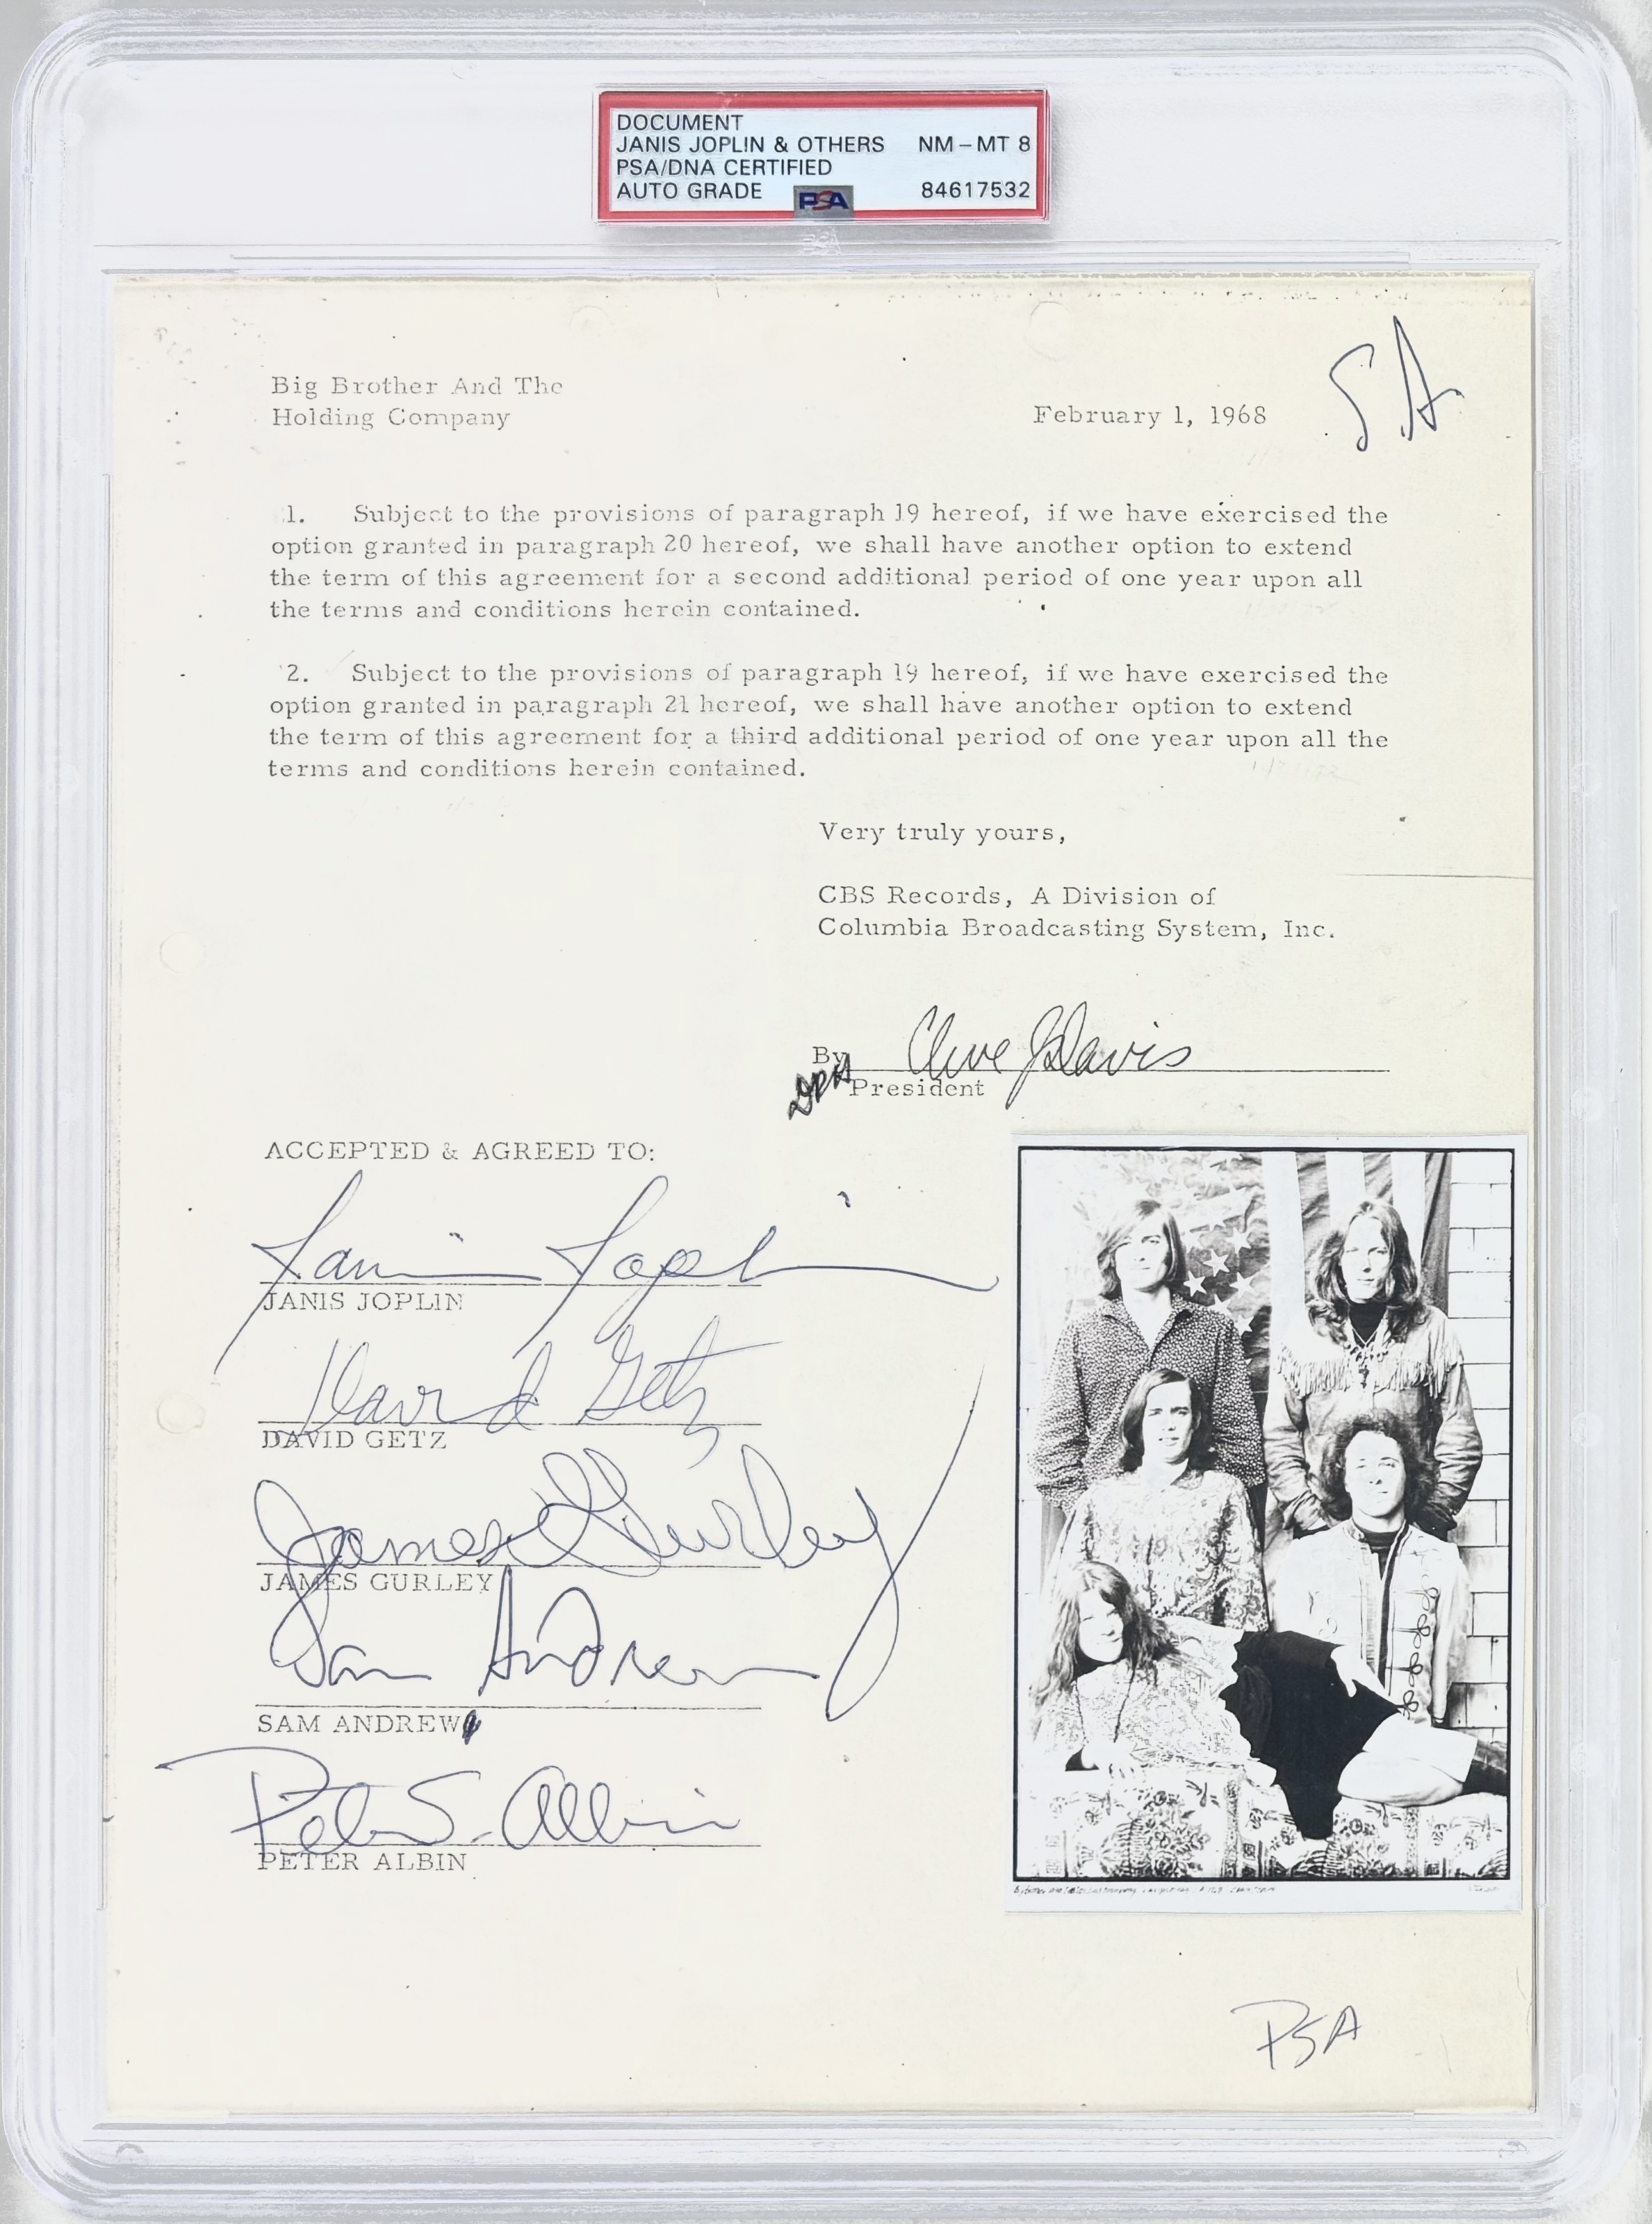 DOCUMENT
JANIS JOPLIN & OTHERS NM-MT 8
PSA/DNA CERTIFIED
AUTO GRADE PSA 84617532
Big Brother And The
Holding Company
February 1, 1968
SA
1. Subject to the provisions of paragraph 19 hereof, if we have exercised the
option granted in paragraph 20 hereof, we shall have another option to extend
the term of this agreement for a second additional period of one year upon all
the terms and conditions herein contained.
2. Subject to the provisions of paragraph 19 hereof, if we have exercised the
option granted in paragraph 21 hereof, we shall have another option to extend
the term of this agreement for a third additional period of one year upon all the
terms and conditions herein contained.
Very truly yours,
CBS Records, A Division of
Columbia Broadcasting System, Inc.
By Clive J Davis
President
ACCEPTED & AGREED TO:
Janis Joplin
JANIS JOPLIN
David Getz
DAVID GETZ
James Gurley
JAMES GURLEY
Sam Andrew
SAM ANDREW
Peter S. Albin
PETER ALBIN
PSA